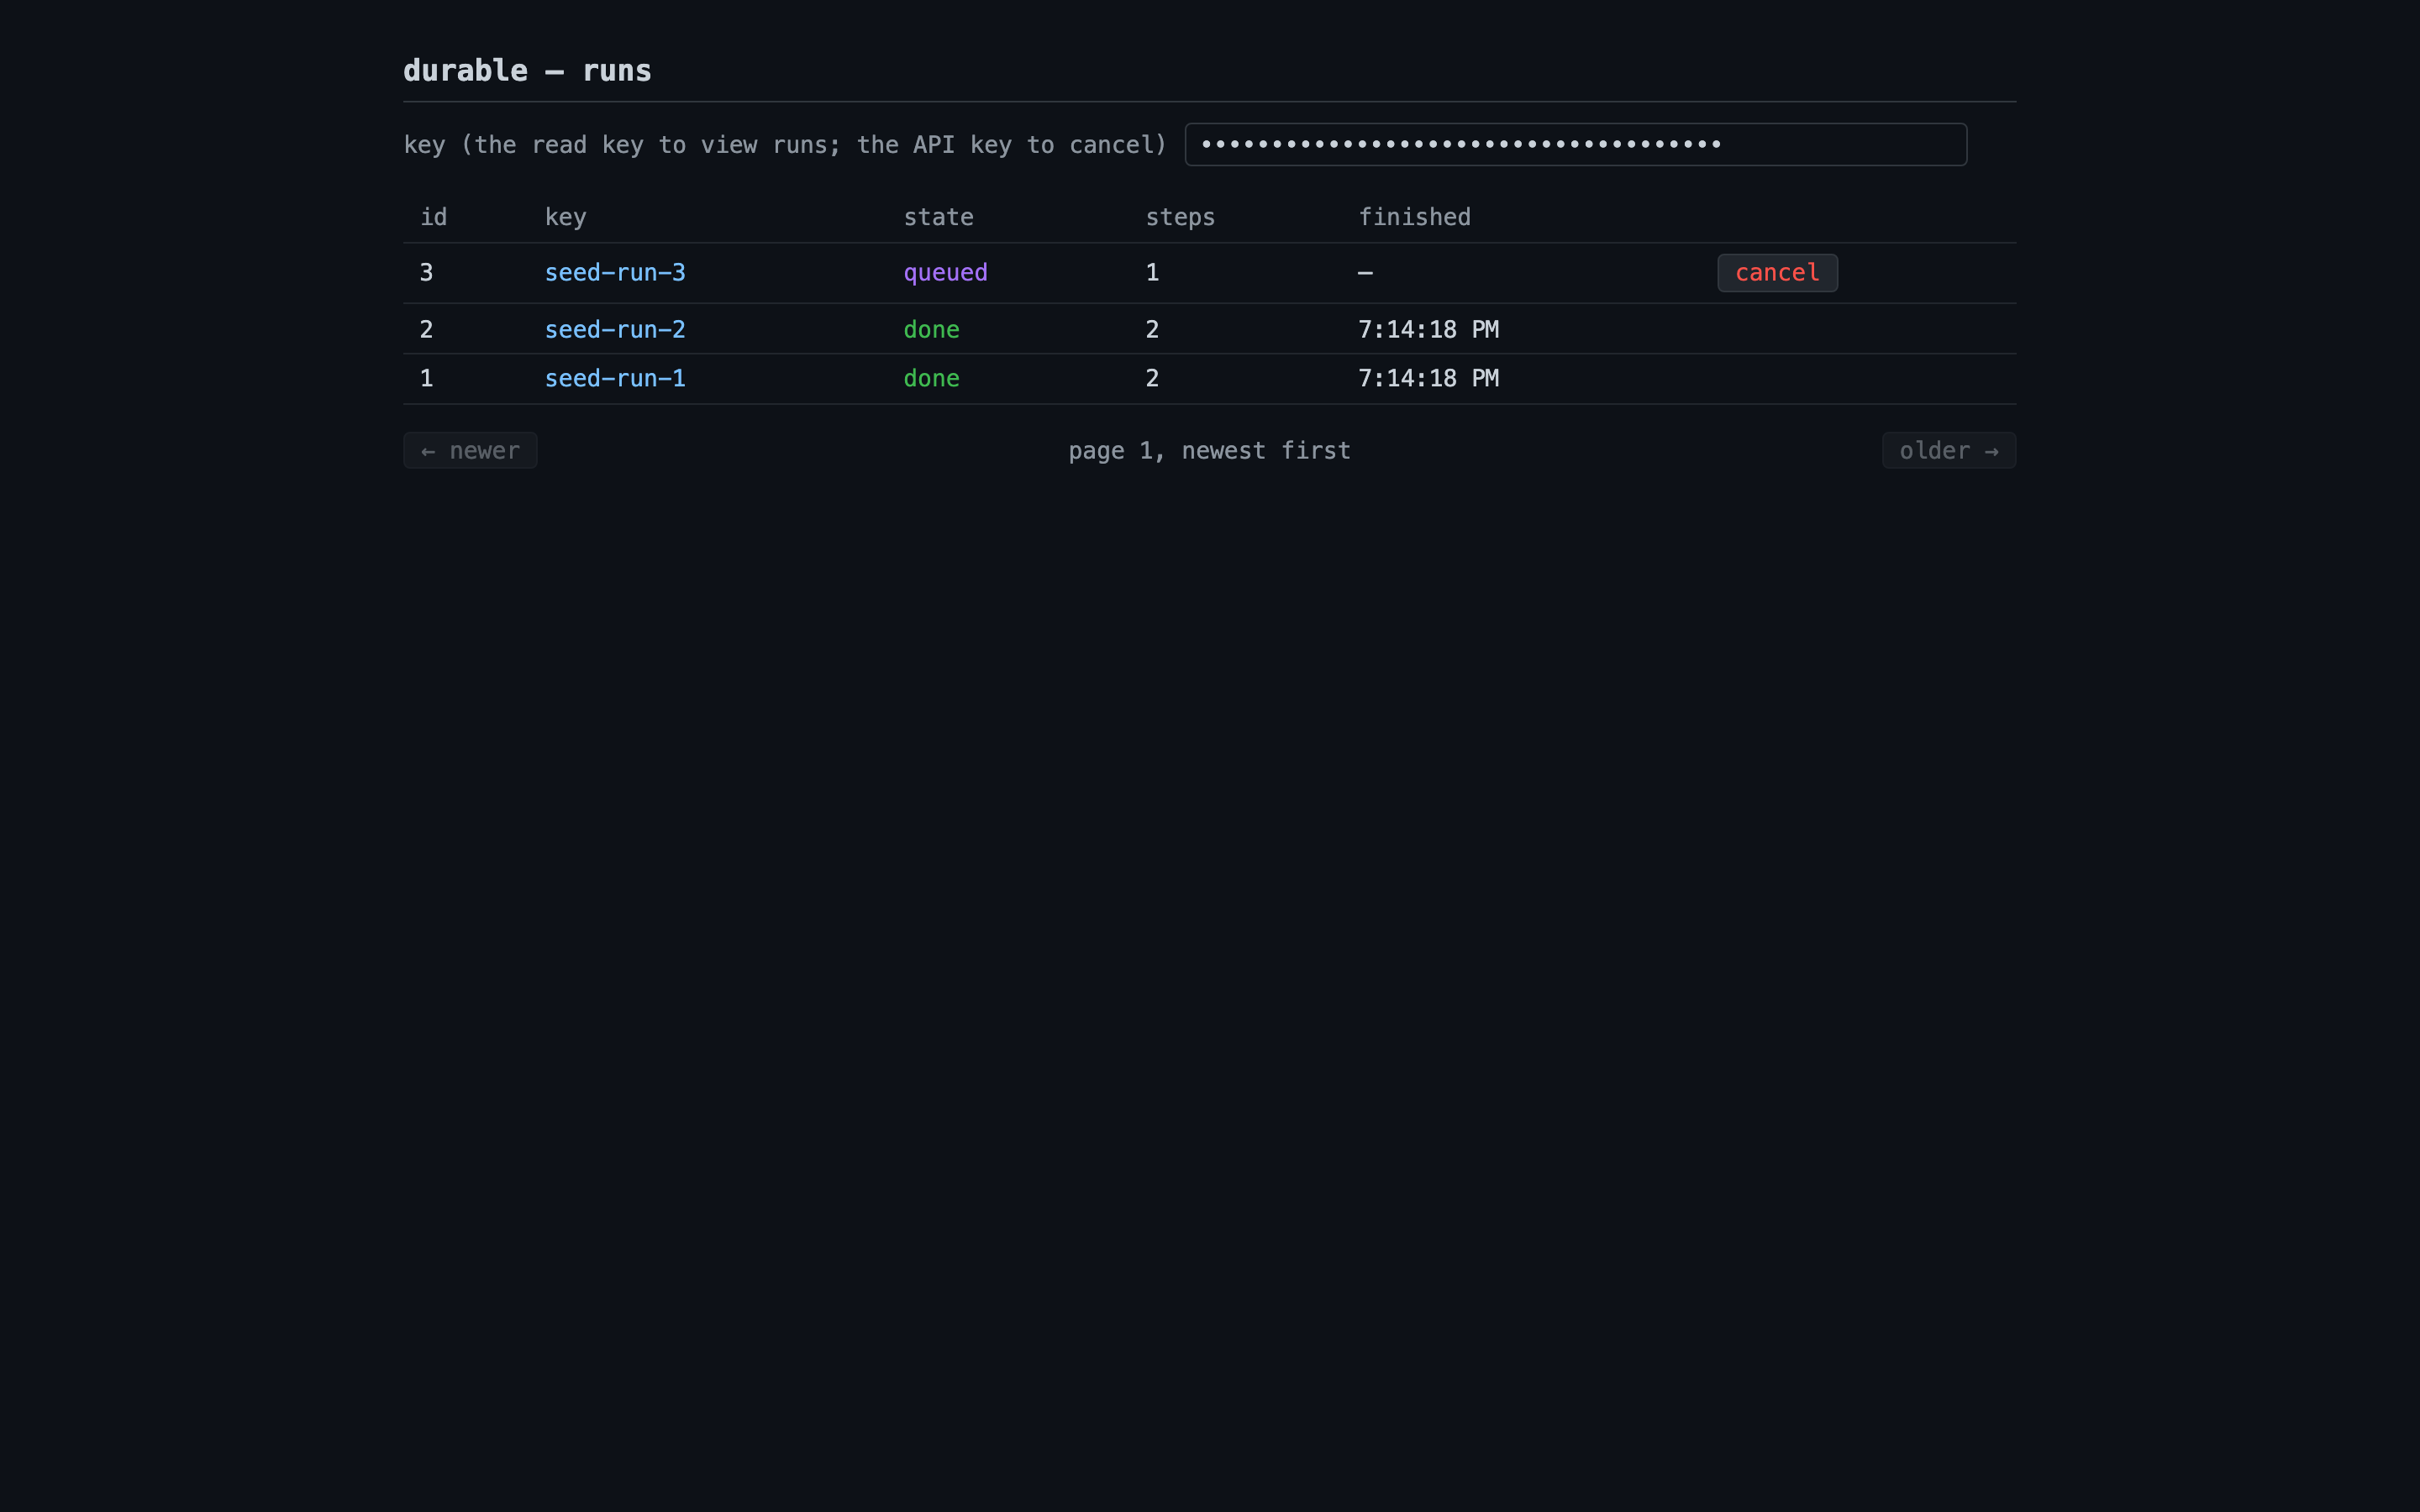 durable — runs
key (the read key to view runs; the API key to cancel) •••••••••••••••••••••••••••••••••••••
id key state steps finished
3 seed-run-3 queued 1 — cancel
2 seed-run-2 done 2 7:14:18 PM
1 seed-run-1 done 2 7:14:18 PM
← newer page 1, newest first older →